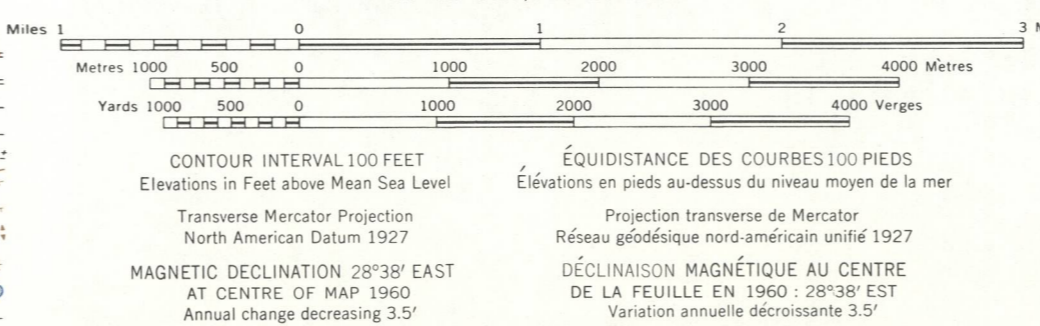 Miles 1 0 1 2 3 M
Metres 1000 500 0 1000 2000 3000 4000 Mètres
Yards 1000 500 0 1000 2000 3000 4000 Verges
CONTOUR INTERVAL 100 FEET
Elevations in Feet above Mean Sea Level
Transverse Mercator Projection
North American Datum 1927
MAGNETIC DECLINATION 28°38′ EAST
AT CENTRE OF MAP 1960
Annual change decreasing 3.5′
ÉQUIDISTANCE DES COURBES 100 PIEDS
Élévations en pieds au-dessus du niveau moyen de la mer
Projection transverse de Mercator
Réseau géodésique nord-américain unifié 1927
DÉCLINAISON MAGNÉTIQUE AU CENTRE
DE LA FEUILLE EN 1960 : 28°38′ EST
Variation annuelle décroissante 3.5′